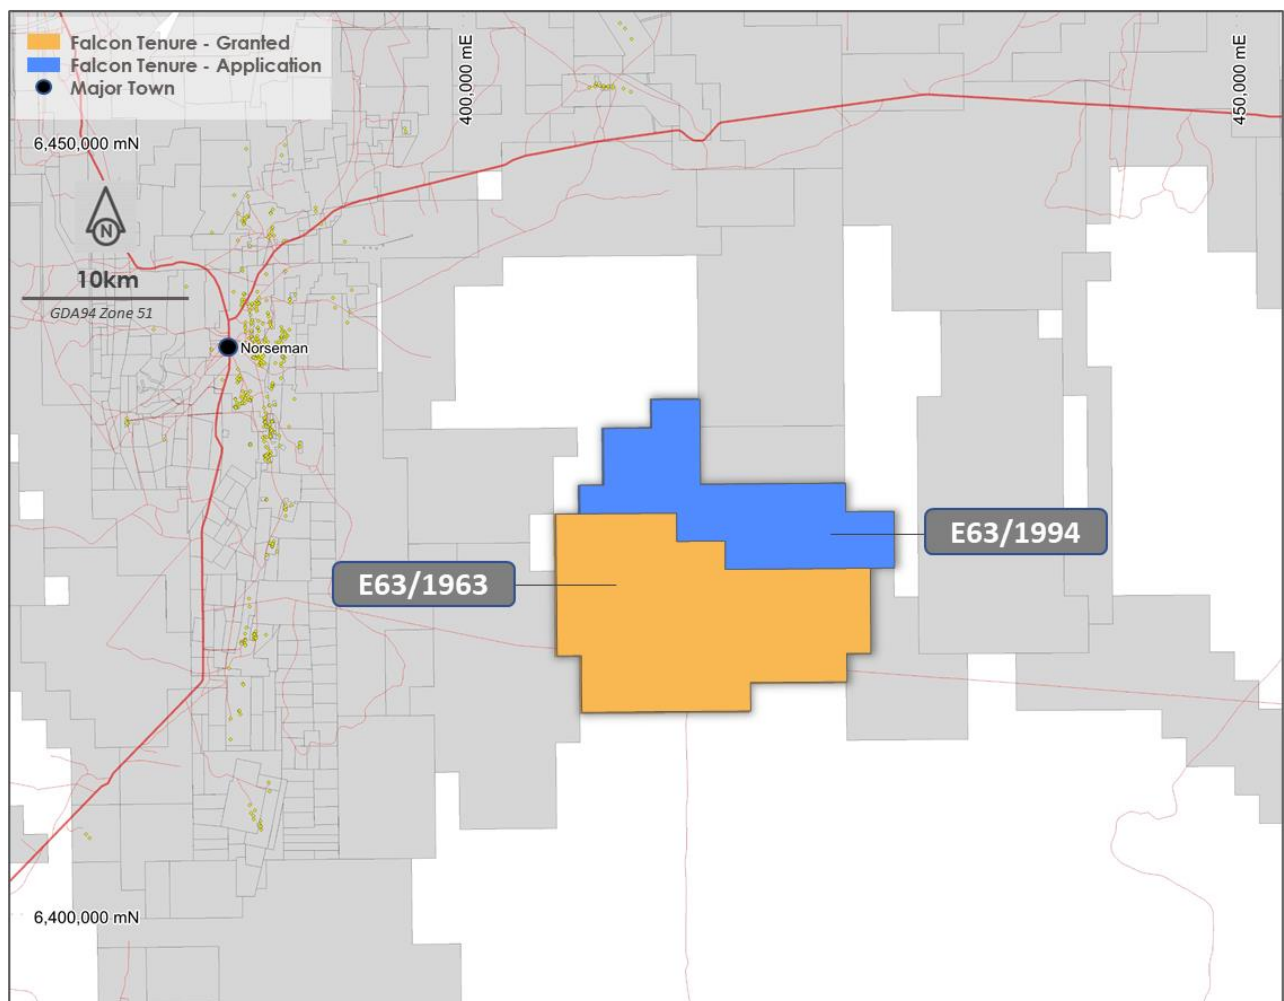 Falcon Tenure - Granted
Falcon Tenure - Application
Major Town
400,000 mE
450,000 mE
6,450,000 mN
N
10km
GDA94 Zone 51
Norseman
E63/1994
E63/1963
6,400,000 mN